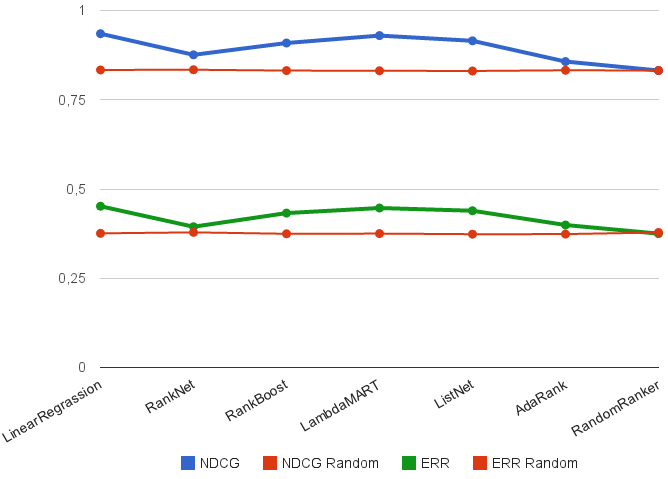 1
0,75
0,5
0,25
0
LinearRegrassion
RankNet
RankBoost
LambdaMART
ListNet
AdaRank
RandomRanker
NDCG NDCG Random ERR ERR Random